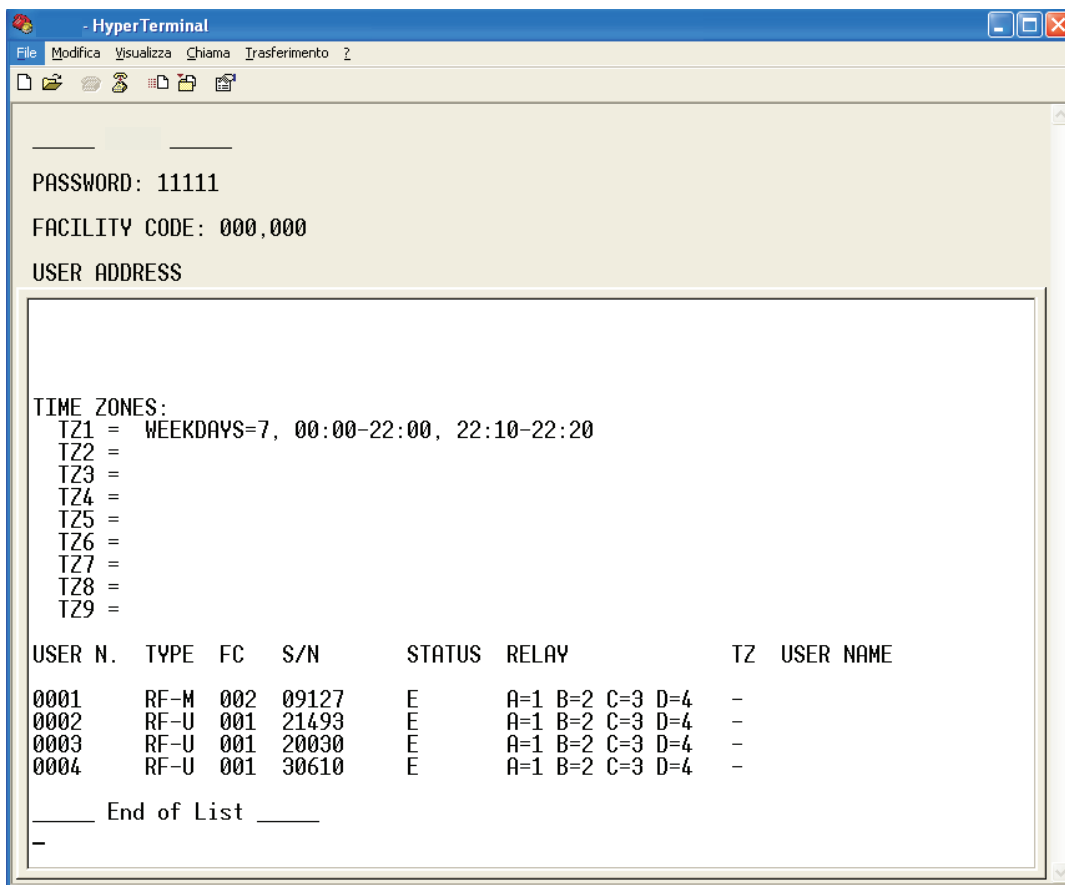 - HyperTerminal
File Modifica Visualizza Chiama Trasferimento ?
_____ _____
PASSWORD: 11111
FACILITY CODE: 000,000
USER ADDRESS
TIME ZONES:
TZ1 = WEEKDAYS=7, 00:00-22:00, 22:10-22:20
TZ2 =
TZ3 =
TZ4 =
TZ5 =
TZ6 =
TZ7 =
TZ8 =
TZ9 =
USER N. TYPE FC S/N STATUS RELAY TZ USER NAME
0001 RF-M 002 09127 E A=1 B=2 C=3 D=4 -
0002 RF-U 001 21493 E A=1 B=2 C=3 D=4 -
0003 RF-U 001 20030 E A=1 B=2 C=3 D=4 -
0004 RF-U 001 30610 E A=1 B=2 C=3 D=4 -
_____ End of List _____
_